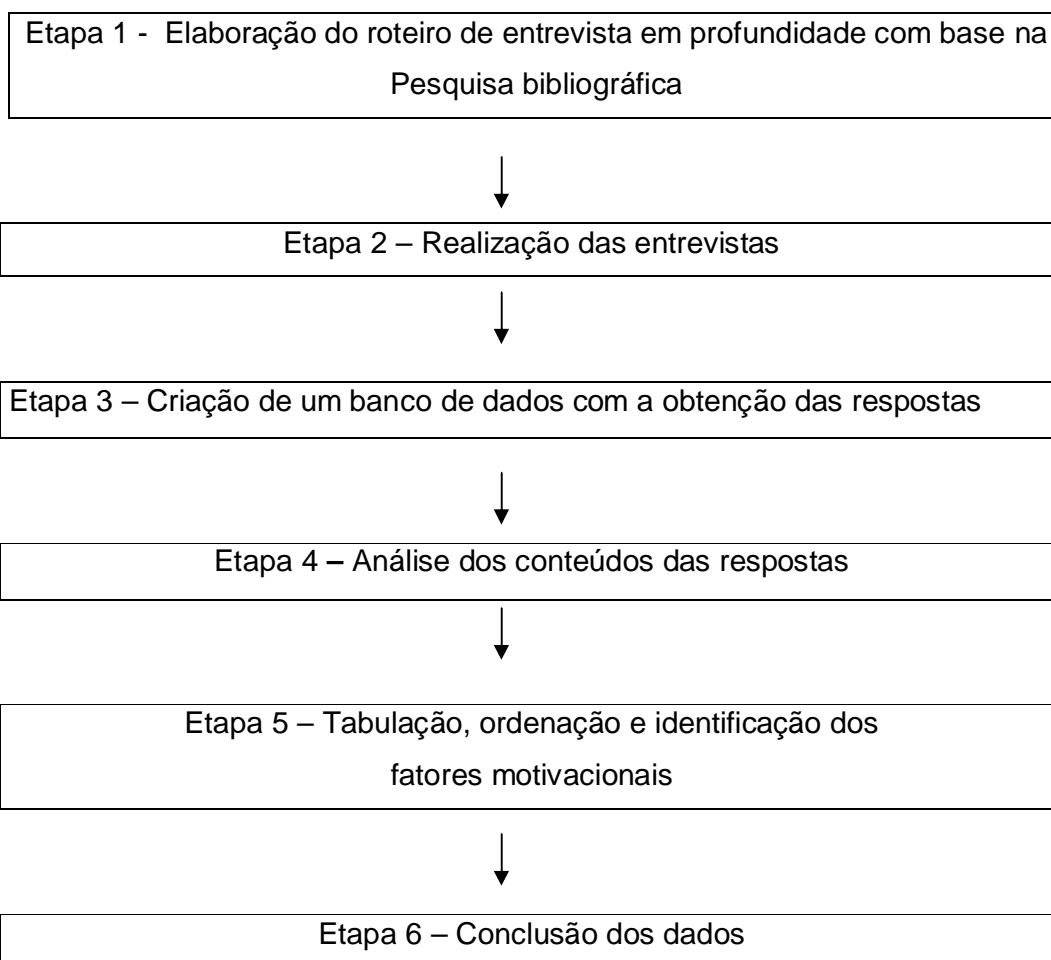 Etapa 1 - Elaboração do roteiro de entrevista em profundidade com base na
Pesquisa bibliográfica
Etapa 2 – Realização das entrevistas
Etapa 3 – Criação de um banco de dados com a obtenção das respostas
Etapa 4 – Análise dos conteúdos das respostas
Etapa 5 – Tabulação, ordenação e identificação dos
fatores motivacionais
Etapa 6 – Conclusão dos dados